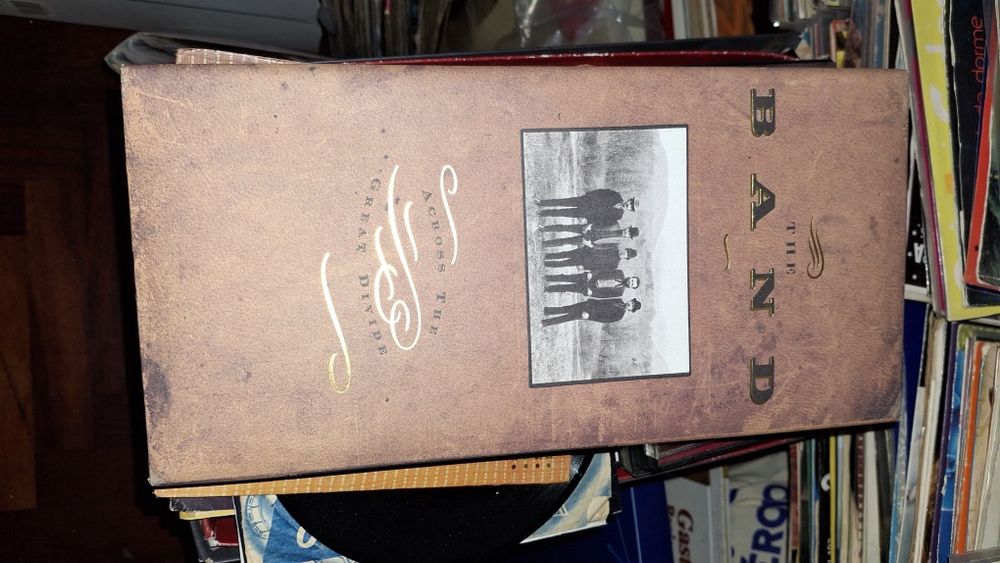 THE
BAND
ACROSS THE
GREAT DIVIDE